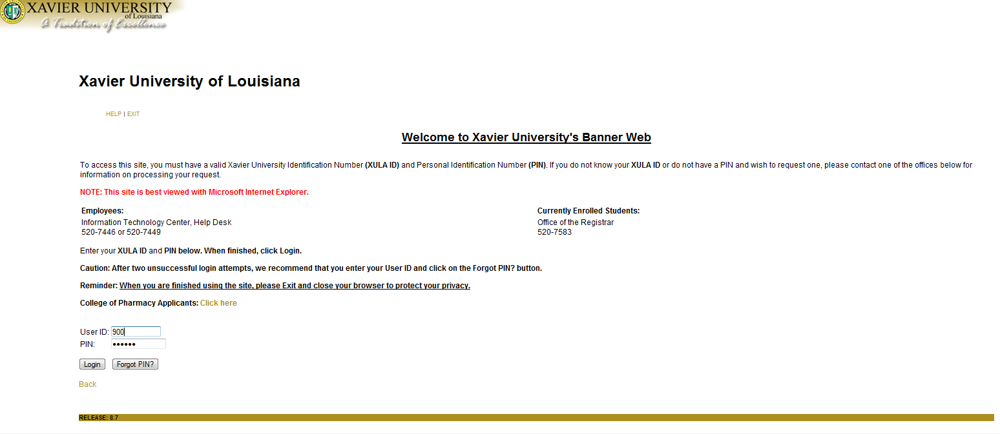 XAVIER UNIVERSITY
of Louisiana
A Tradition of Excellence
Xavier University of Louisiana
HELP | EXIT
Welcome to Xavier University's Banner Web
To access this site, you must have a valid Xavier University Identification Number (XULA ID) and Personal Identification Number (PIN). If you do not know your XULA ID or do not have a PIN and wish to request one, please contact one of the offices below for
information on processing your request.
NOTE: This site is best viewed with Microsoft Internet Explorer.
Employees:
Information Technology Center, Help Desk
520-7446 or 520-7449
Currently Enrolled Students:
Office of the Registrar
520-7583
Enter your XULA ID and PIN below. When finished, click Login.
Caution: After two unsuccessful login attempts, we recommend that you enter your User ID and click on the Forgot PIN? button.
Reminder: When you are finished using the site, please Exit and close your browser to protect your privacy.
College of Pharmacy Applicants: Click here
User ID: 900
PIN: ••••••
Login Forgot PIN?
Back
RELEASE: 8.7